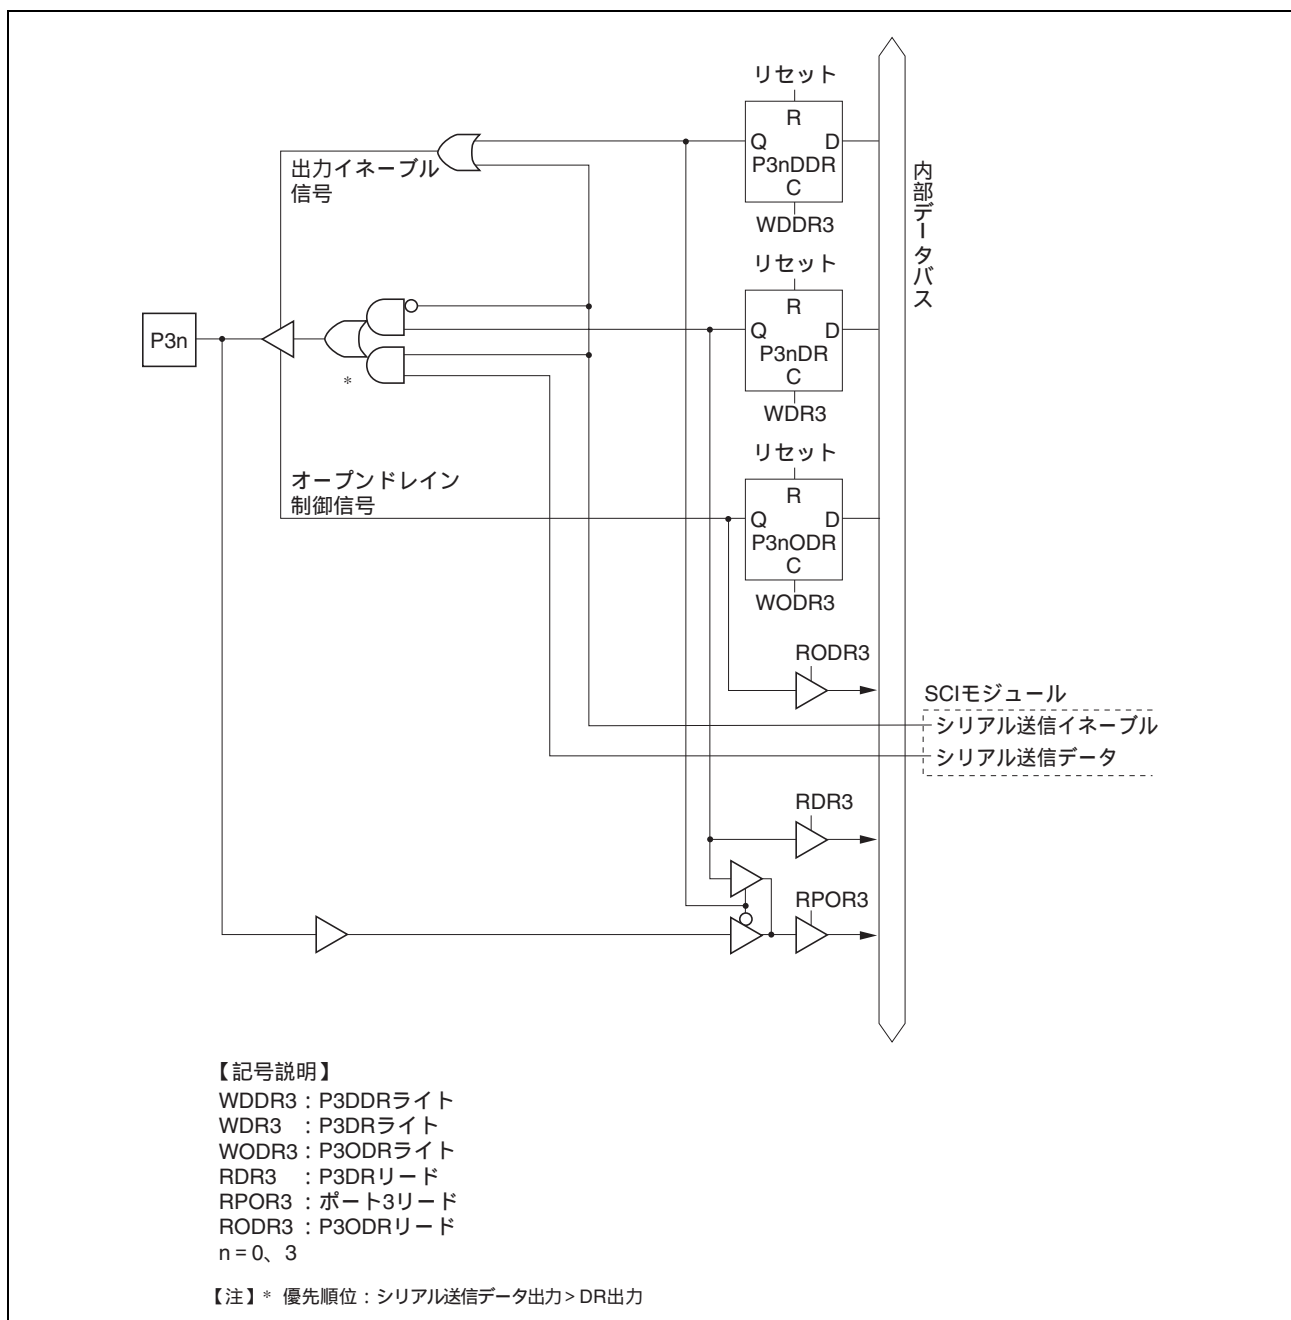 リセット
R
Q D
P3nDDR
C
WDDR3
出力イネーブル
信号
内部データバス
リセット
R
Q D
P3nDR
C
WDR3
P3n
*
リセット
R
Q D
P3nODR
C
WODR3
オープンドレイン
制御信号
RODR3
SCIモジュール
シリアル送信イネーブル
シリアル送信データ
RDR3
RPOR3
【記号説明】
WDDR3：P3DDRライト
WDR3 ：P3DRライト
WODR3：P3ODRライト
RDR3 ：P3DRリード
RPOR3：ポート3リード
RODR3：P3ODRリード
n = 0、3
【注】* 優先順位：シリアル送信データ出力 > DR出力